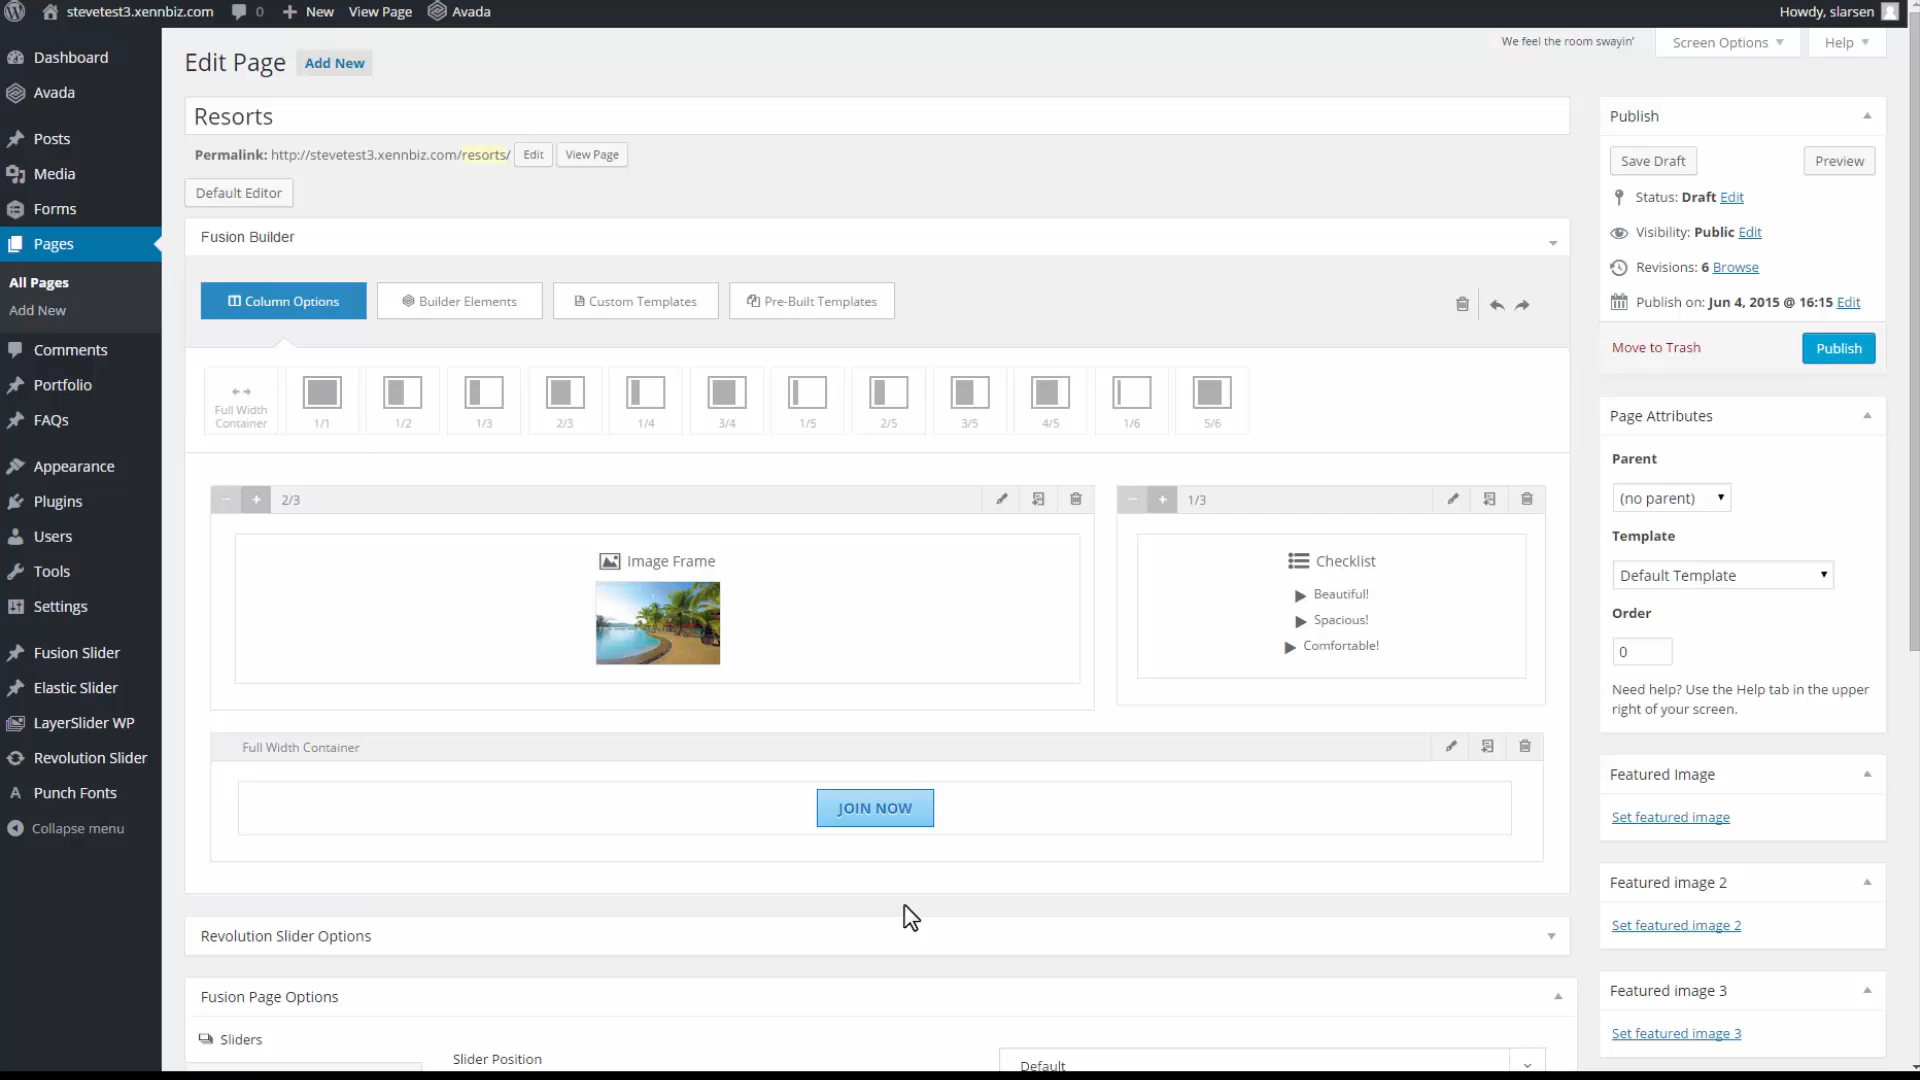 stevetest3.xennbiz.com 0 New View Page Avada Howdy, slarsen
Dashboard
Avada
Posts
Media
Forms
Pages
All Pages
Add New
Comments
Portfolio
FAQs
Appearance
Plugins
Users
Tools
Settings
Fusion Slider
Elastic Slider
LayerSlider WP
Revolution Slider
Punch Fonts
Collapse menu
We feel the room swayin'
Screen Options
Help
Edit Page Add New
Resorts
Permalink: http://stevetest3.xennbiz.com/resorts/ Edit View Page
Default Editor
Fusion Builder
Column Options Builder Elements Custom Templates Pre-Built Templates
Full Width
Container
1/1 1/2 1/3 2/3 1/4 3/4 1/5 2/5 3/5 4/5 1/6 5/6
2/3
Image Frame
1/3
Checklist
Beautiful!
Spacious!
Comfortable!
Full Width Container
JOIN NOW
Revolution Slider Options
Fusion Page Options
Sliders
Slider Position
Default
Publish
Save Draft Preview
Status: Draft Edit
Visibility: Public Edit
Revisions: 6 Browse
Publish on: Jun 4, 2015 @ 16:15 Edit
Move to Trash Publish
Page Attributes
Parent
(no parent)
Template
Default Template
Order
0
Need help? Use the Help tab in the upper
right of your screen.
Featured Image
Set featured image
Featured image 2
Set featured image 2
Featured image 3
Set featured image 3